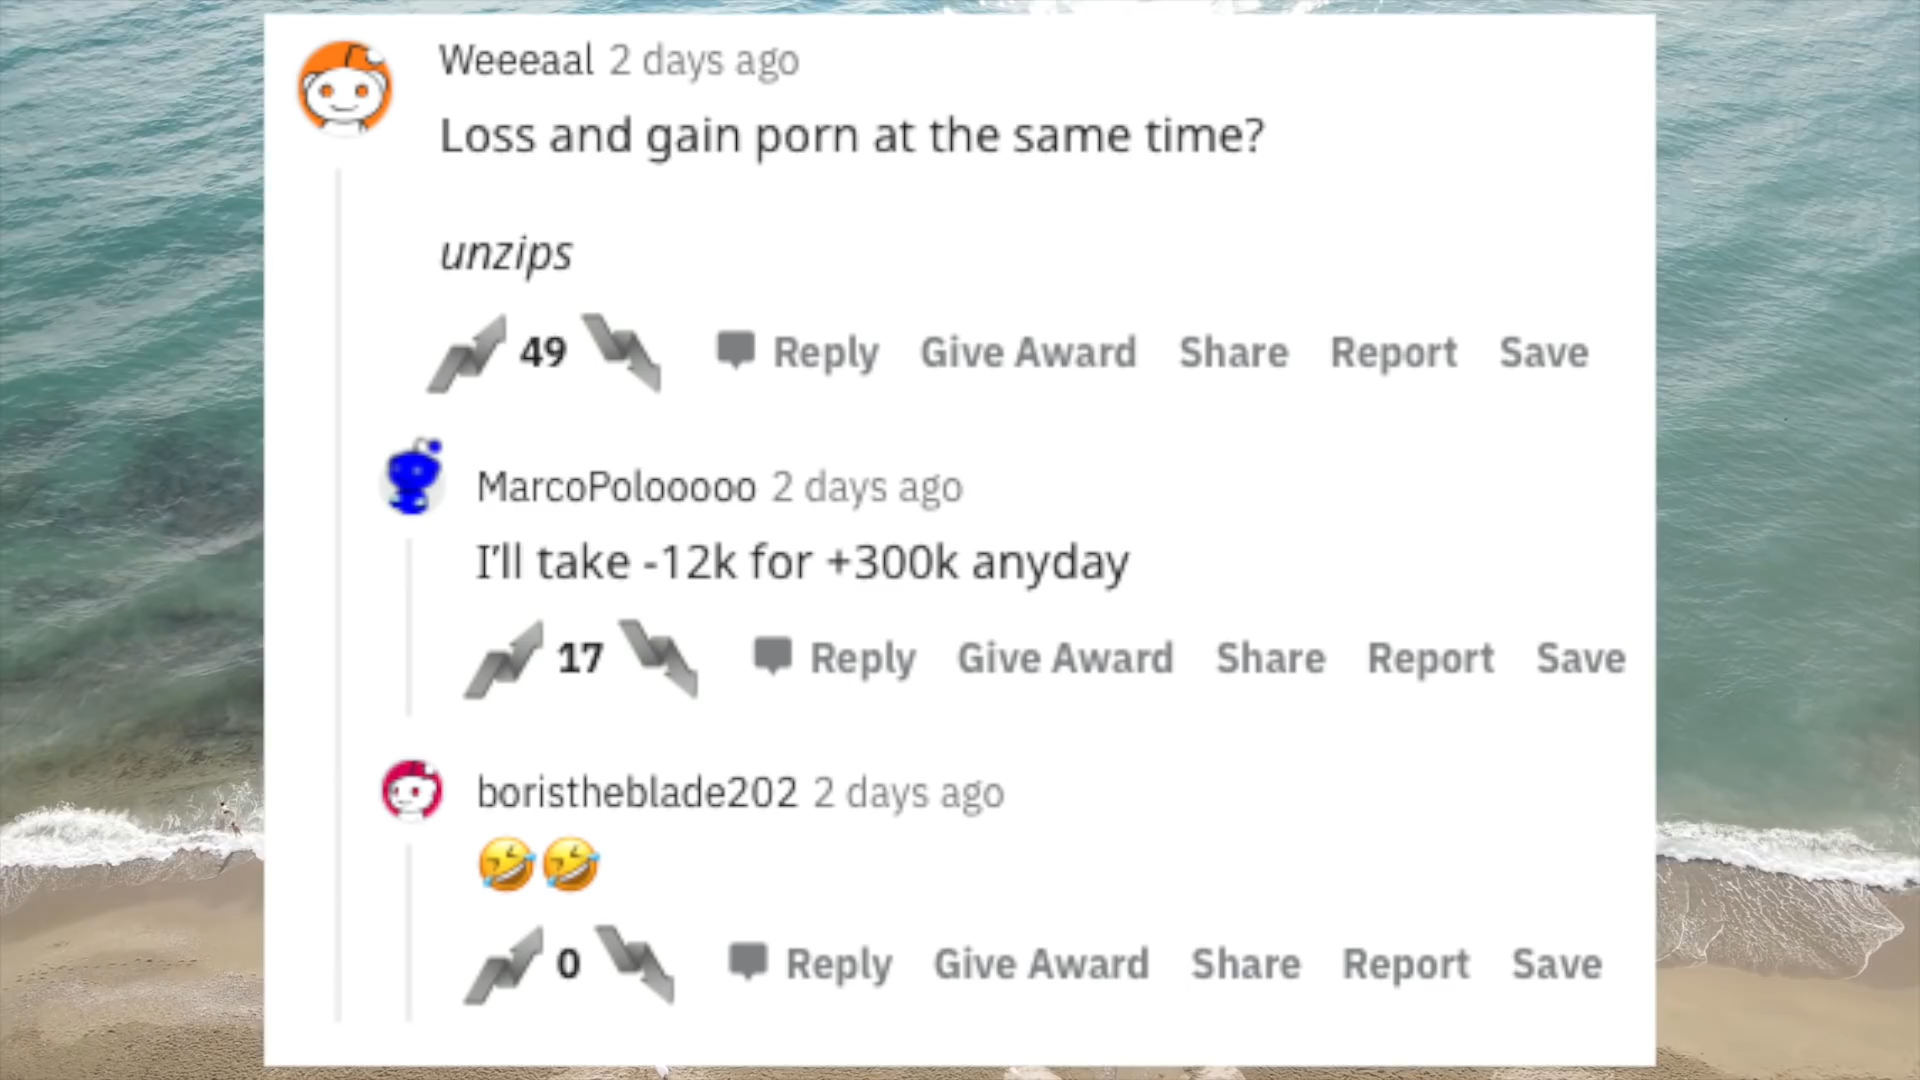 Weeeaal 2 days ago
Loss and gain porn at the same time?
unzips
49 Reply Give Award Share Report Save
MarcoPolooooo 2 days ago
I'll take -12k for +300k anyday
17 Reply Give Award Share Report Save
boristheblade202 2 days ago
🤣🤣
0 Reply Give Award Share Report Save